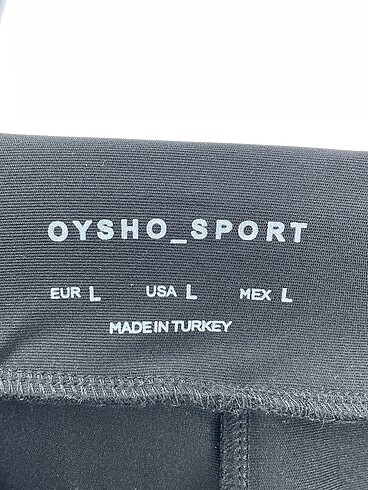 OYSHO_SPORT
EUR L USA L MEX L
MADE IN TURKEY